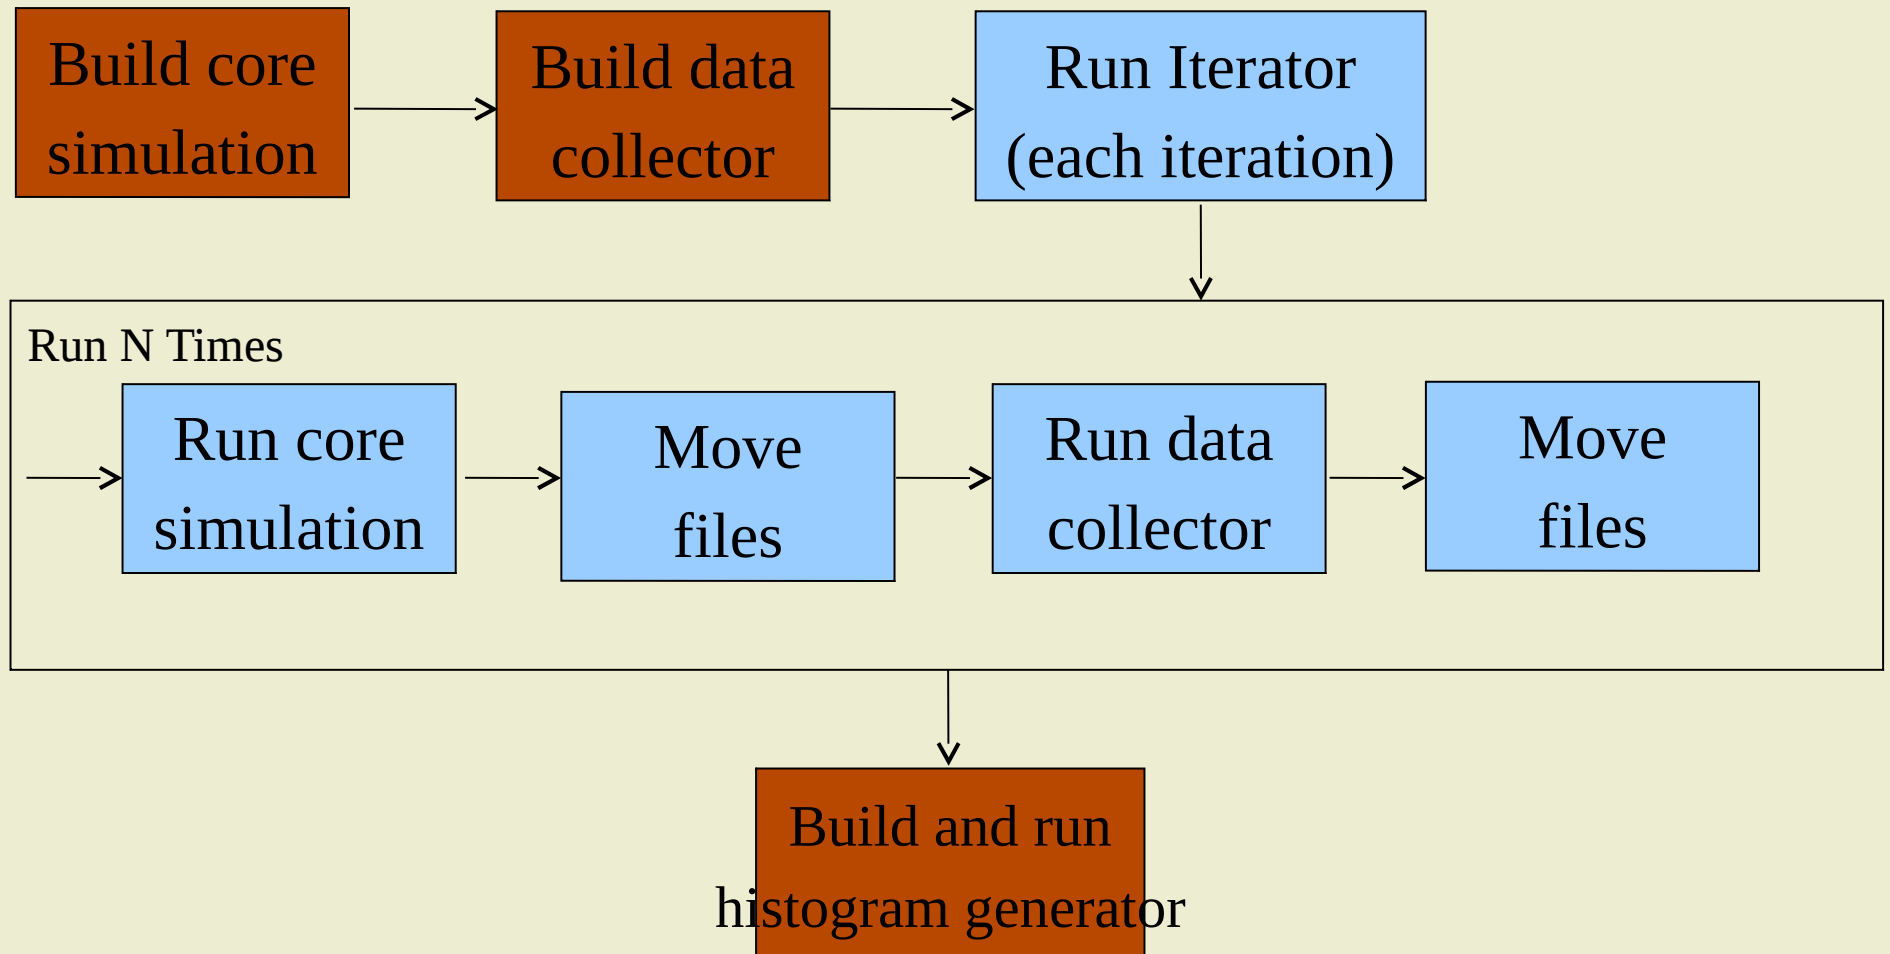 Build core
simulation
Build data
collector
Run Iterator
(each iteration)
Run N Times
Run core
simulation
Move
files
Run data
collector
Move
files
Build and run
histogram generator